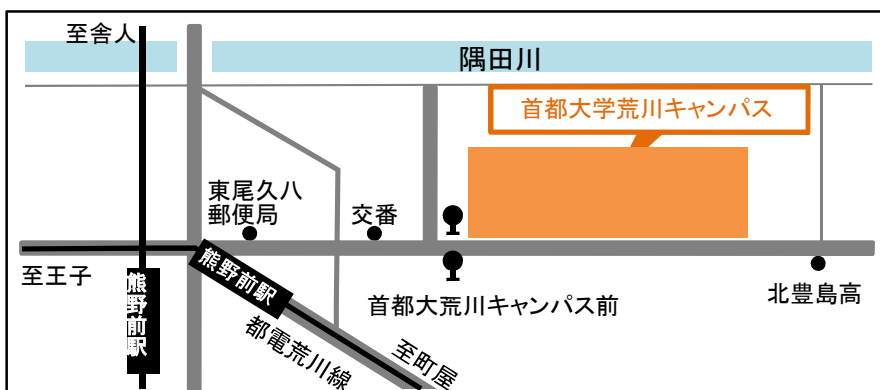 至舎人
隅田川
首都大学荒川キャンパス
東尾久八
郵便局
交番
至王子
熊野前駅
熊野前駅
都電荒川線
至町屋
首都大荒川キャンパス前
北豊島高